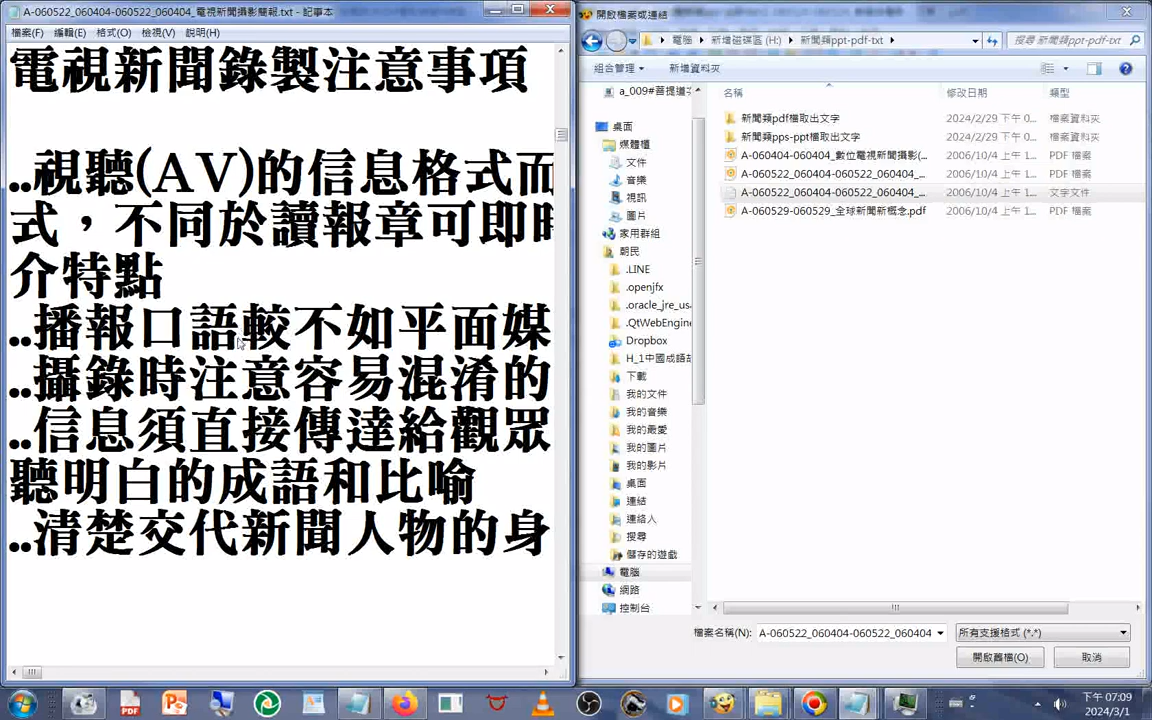 A-060522_060404-060522_060404_電視新聞攝影簡報.txt - 記事本
檔案(F) 編輯(E) 格式(O) 檢視(V) 說明(H)
電視新聞錄製注意事項
..視聽(AV)的信息格式而
式，不同於讀報章可即時
介特點
..播報口語較不如平面媒
..攝錄時注意容易混淆的
..信息須直接傳達給觀眾
聽明白的成語和比喻
..清楚交代新聞人物的身
開啟檔案或連結
電腦 新增磁碟區 (H:) 新聞類ppt-pdf-txt
搜尋 新聞類ppt-pdf-txt
組合管理 新增資料夾
a_009#菩提道次
桌面
媒體櫃
文件
音樂
視訊
圖片
家用群組
朝民
.LINE
.openjfx
.oracle_jre_usa
.QtWebEngine
Dropbox
H_1中國成語故
下載
我的文件
我的音樂
我的最愛
我的圖片
我的影片
桌面
連結
連絡人
搜尋
儲存的遊戲
電腦
網路
控制台
名稱 修改日期 類型
新聞類pdf檔取出文字 2024/2/29 下午 0... 檔案資料夾
新聞類pps-ppt檔取出文字 2024/2/29 下午 0... 檔案資料夾
A-060404-060404_數位電視新聞攝影(... 2006/10/4 上午 1... PDF 檔案
A-060522_060404-060522_060404_... 2006/10/4 上午 1... PDF 檔案
A-060522_060404-060522_060404_... 2006/10/4 上午 1... 文字文件
A-060529-060529_全球新聞新概念.pdf 2006/10/4 上午 1... PDF 檔案
檔案名稱(N): A-060522_060404-060522_060404 所有支援格式 (*.*)
開啟舊檔(O) 取消
下午 07:09
2024/3/1